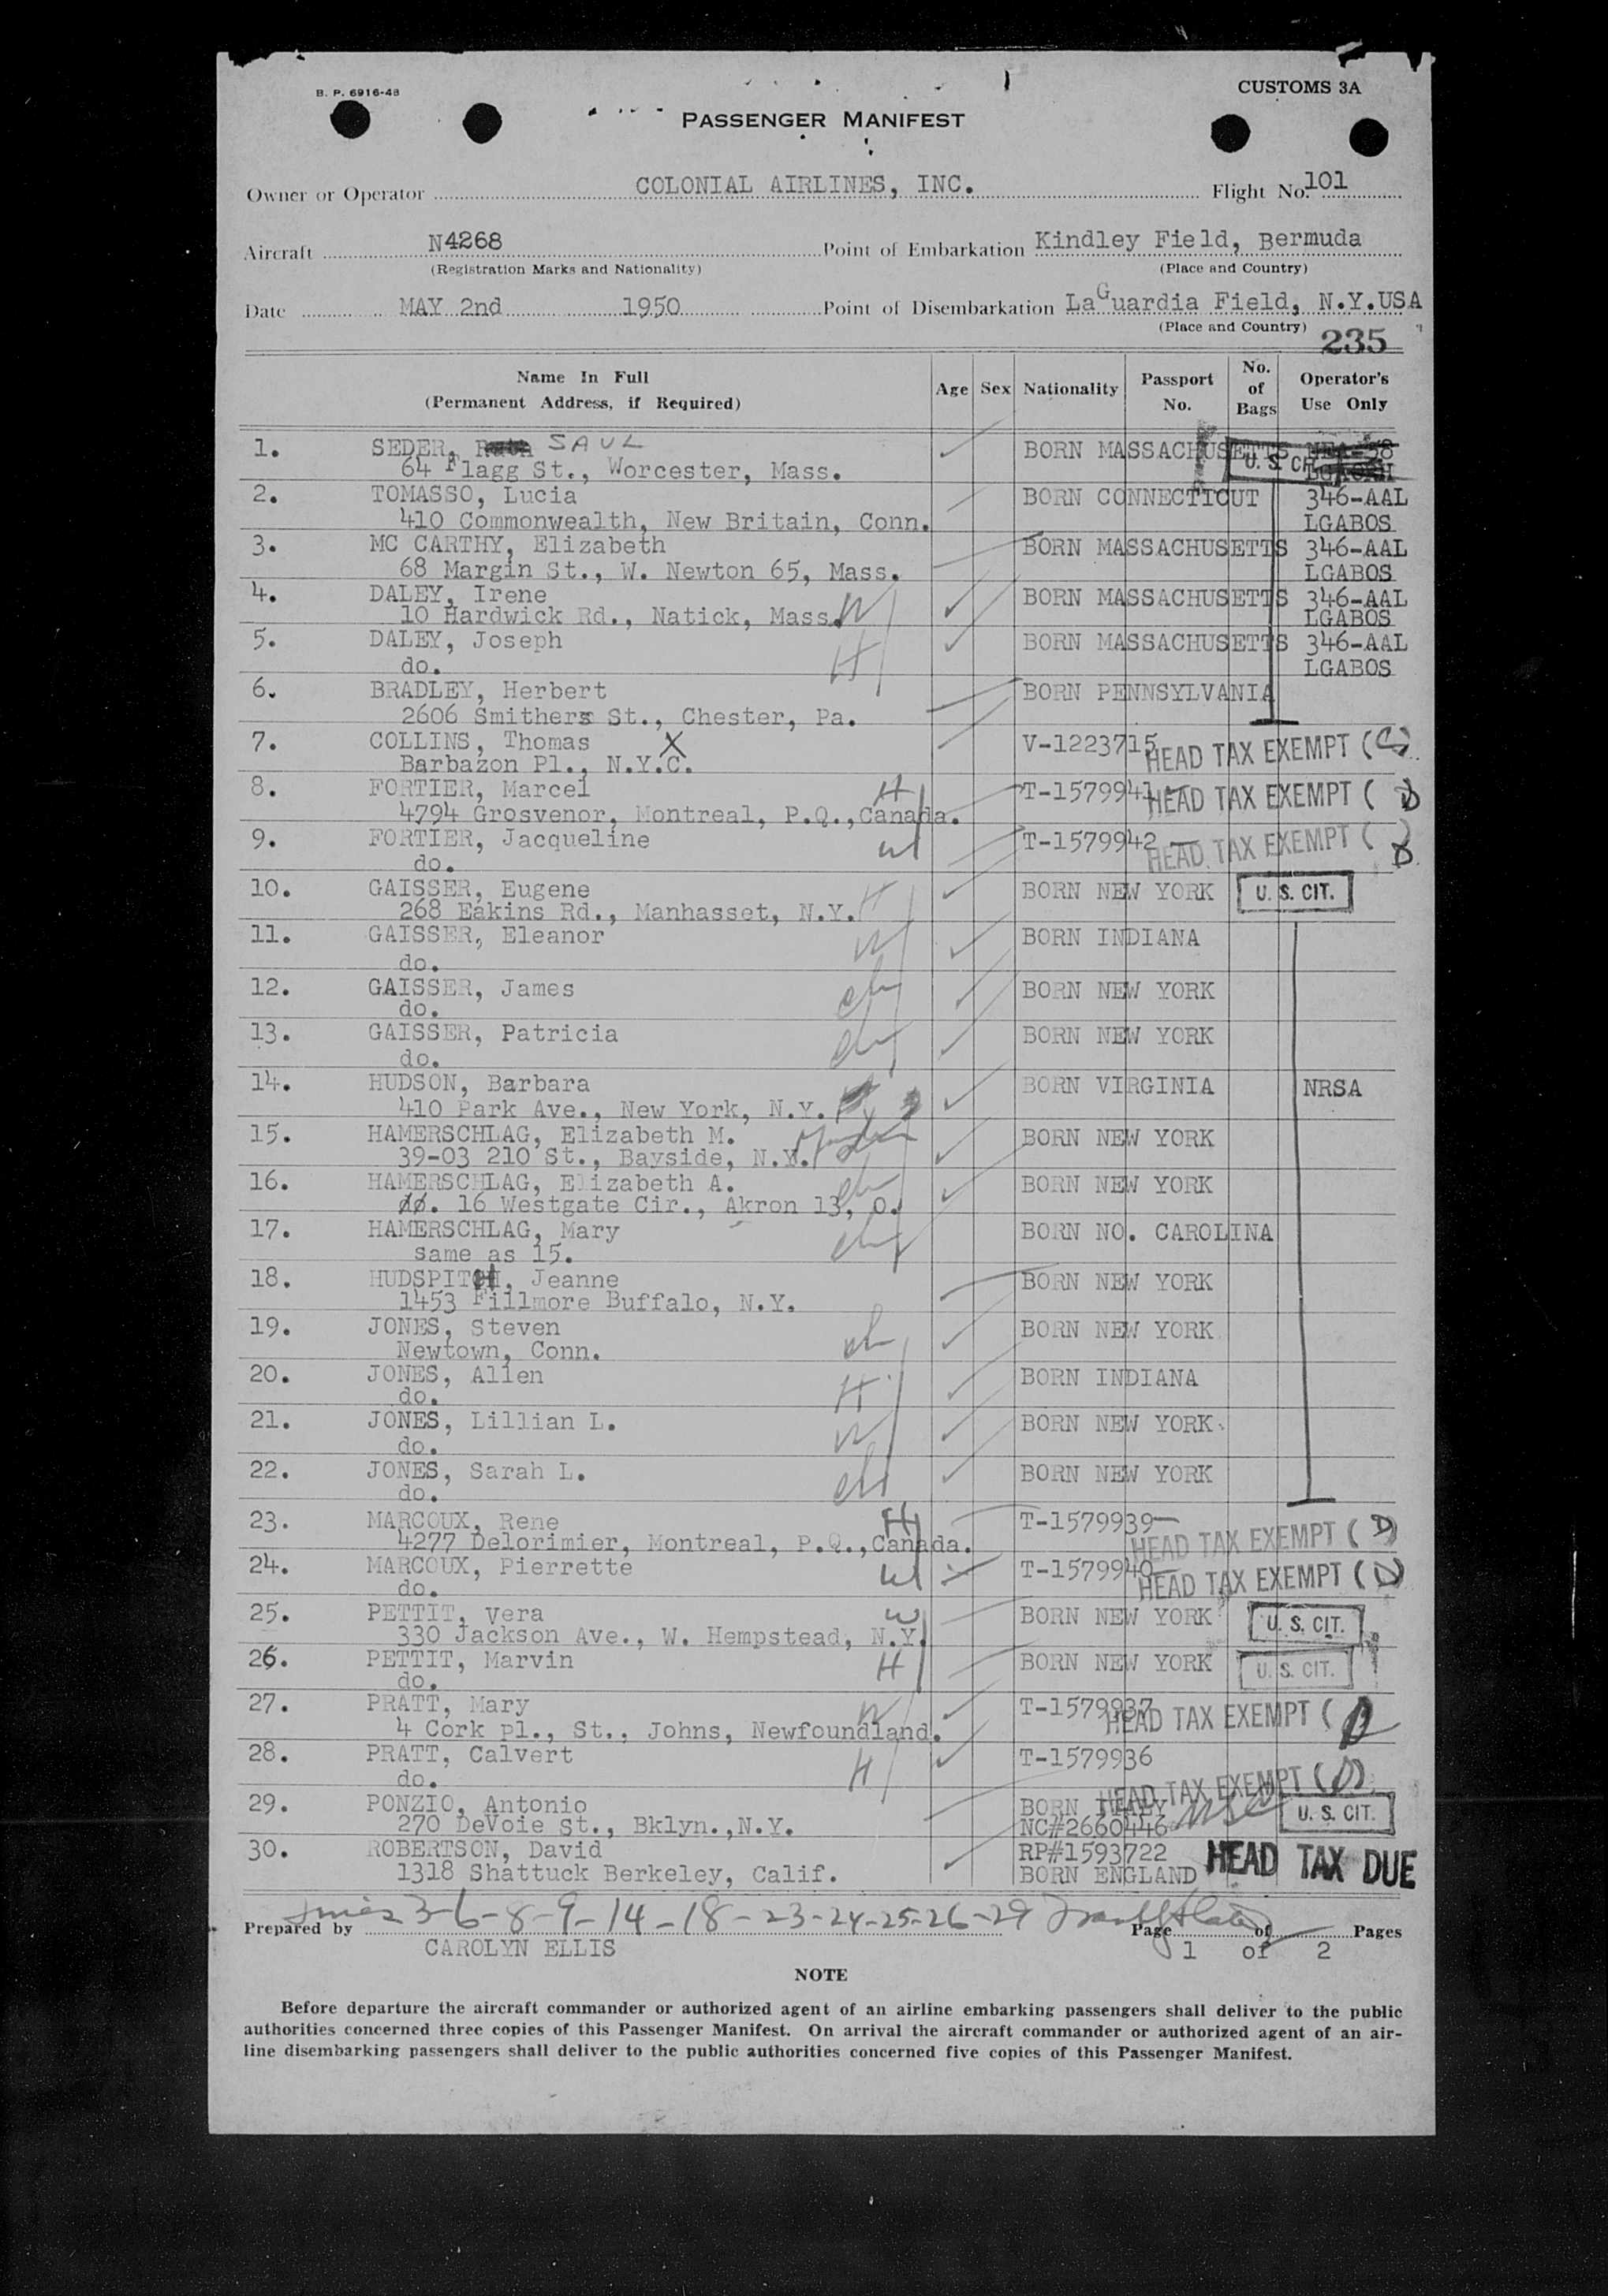 B. P. 6916-48
CUSTOMS 3A
PASSENGER MANIFEST
Owner or Operator COLONIAL AIRLINES, INC. Flight No. 101
Aircraft N4268 Point of Embarkation Kindley Field, Bermuda
(Registration Marks and Nationality) (Place and Country)
Date MAY 2nd 1950 Point of Disembarkation LaGuardia Field, N.Y.USA
(Place and Country)
235
Name In Full (Permanent Address, if Required) Age Sex Nationality Passport No. No. of Bags Operator's Use Only
1. SEDER, SAUL BORN MASSACHUSETTS U. S. CIT.
64 Flagg St., Worcester, Mass.
2. TOMASSO, Lucia BORN CONNECTICUT 346-AAL
410 Commonwealth, New Britain, Conn. LGABOS
3. MC CARTHY, Elizabeth BORN MASSACHUSETTS 346-AAL
68 Margin St., W. Newton 65, Mass. LGABOS
4. DALEY, Irene BORN MASSACHUSETTS 346-AAL
10 Hardwick Rd., Natick, Mass. W LGABOS
5. DALEY, Joseph BORN MASSACHUSETTS 346-AAL
do. H LGABOS
6. BRADLEY, Herbert BORN PENNSYLVANIA
2606 Smithers St., Chester, Pa.
7. COLLINS, Thomas X V-1223715 HEAD TAX EXEMPT (C)
Barbazon Pl., N.Y.C.
8. FORTIER, Marcel H T-1579941 HEAD TAX EXEMPT ( D
4794 Grosvenor, Montreal, P.Q.,Canada.
9. FORTIER, Jacqueline W T-1579942 HEAD TAX EXEMPT ( D
do.
10. GAISSER, Eugene H BORN NEW YORK U. S. CIT.
268 Eakins Rd., Manhasset, N.Y.
11. GAISSER, Eleanor W BORN INDIANA
do.
12. GAISSER, James ch BORN NEW YORK
do.
13. GAISSER, Patricia ch BORN NEW YORK
do.
14. HUDSON, Barbara BORN VIRGINIA NRSA
410 Park Ave., New York, N.Y.
15. HAMERSCHLAG, Elizabeth M. BORN NEW YORK
39-03 210 St., Bayside, N.Y.
16. HAMERSCHLAG, Elizabeth A. ch BORN NEW YORK
16 Westgate Cir., Akron 13, O.
17. HAMERSCHLAG, Mary ch BORN NO. CAROLINA
same as 15.
18. HUDSPITH, Jeanne BORN NEW YORK
1453 Fillmore Buffalo, N.Y.
19. JONES, Steven ch BORN NEW YORK
Newtown, Conn.
20. JONES, Allen H BORN INDIANA
do.
21. JONES, Lillian L. W BORN NEW YORK
do.
22. JONES, Sarah L. ch BORN NEW YORK
do.
23. MARCOUX, Rene H T-1579939 HEAD TAX EXEMPT (D)
4277 Delorimier, Montreal, P.Q.,Canada.
24. MARCOUX, Pierrette W T-1579940 HEAD TAX EXEMPT (D)
do.
25. PETTIT, Vera W BORN NEW YORK U. S. CIT.
330 Jackson Ave., W. Hempstead, N.Y.
26. PETTIT, Marvin H BORN NEW YORK U. S. CIT.
do.
27. PRATT, Mary W T-1579937 HEAD TAX EXEMPT ( D
4 Cork pl., St., Johns, Newfoundland.
28. PRATT, Calvert H T-1579936
do. HEAD TAX EXEMPT (D)
29. PONZIO, Antonio BORN ITALY U. S. CIT.
270 DeVoie St., Bklyn.,N.Y. NC#2660446
30. ROBERTSON, David RP#1593722 HEAD TAX DUE
1318 Shattuck Berkeley, Calif. BORN ENGLAND
3-6-8-9-14-18-23-24-25-26-29
Prepared by CAROLYN ELLIS Page 1 of 2 Pages
NOTE
Before departure the aircraft commander or authorized agent of an airline embarking passengers shall deliver to the public
authorities concerned three copies of this Passenger Manifest. On arrival the aircraft commander or authorized agent of an air-
line disembarking passengers shall deliver to the public authorities concerned five copies of this Passenger Manifest.